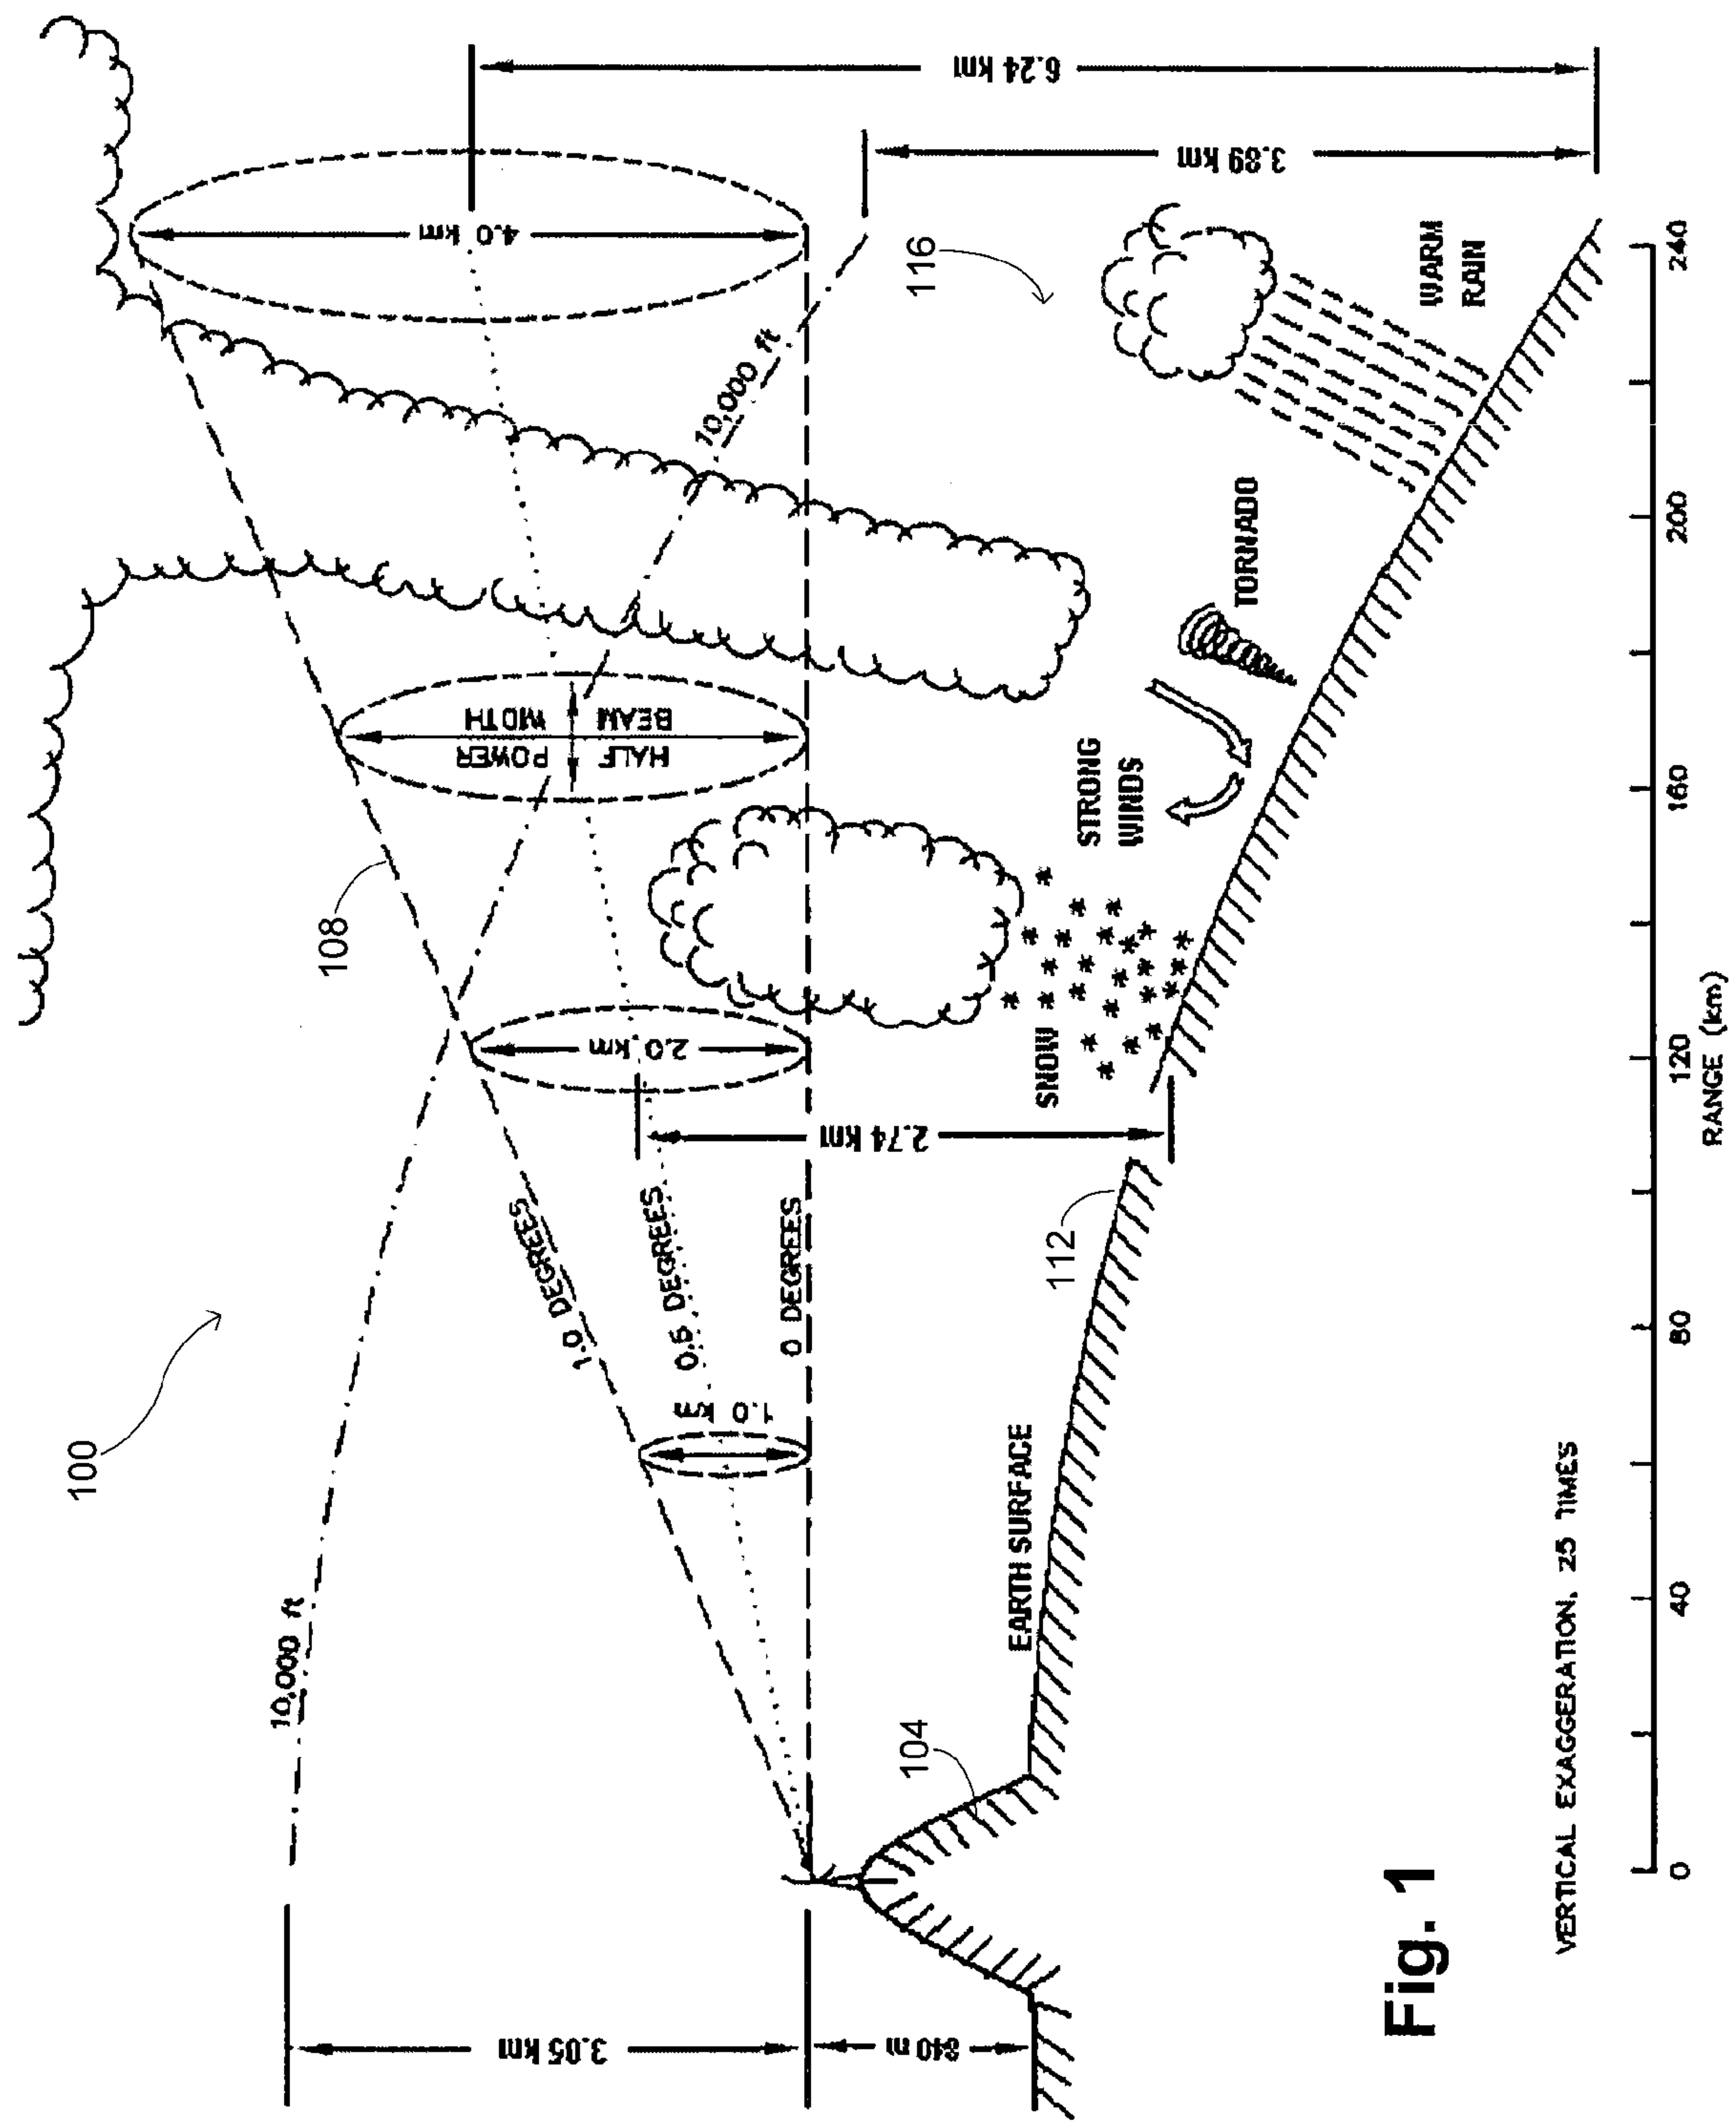 100
10,000 ft
108
3.05 km
840 m
104
EARTH SURFACE
112
1.0 DEGREES
0.5 DEGREES
0 DEGREES
1.0 km
2.0 km
2.74 km
SNOW
STRONG
WINDS
TORNADO
HALF
POWER
BEAM
WIDTH
10,000 ft
4.0 km
116
WARM
RAIN
6.24 km
3.89 km
0
40
80
120
160
200
240
RANGE (km)
VERTICAL EXAGGERATION, 25 TIMES
Fig. 1